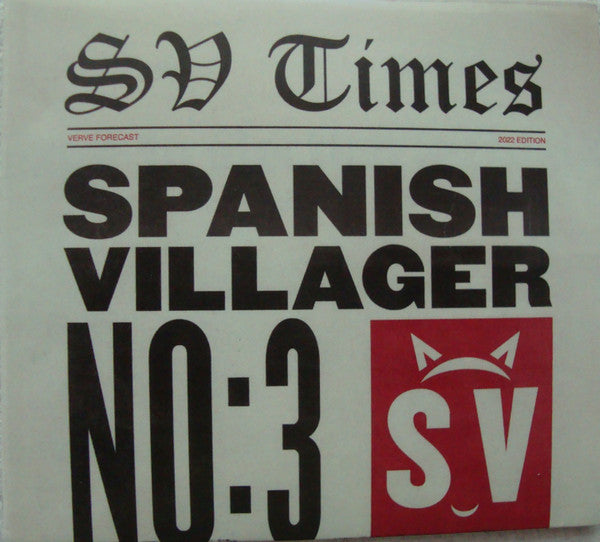 SV Times
VERVE FORECAST 2022 EDITION
SPANISH
VILLAGER
NO:3
SV